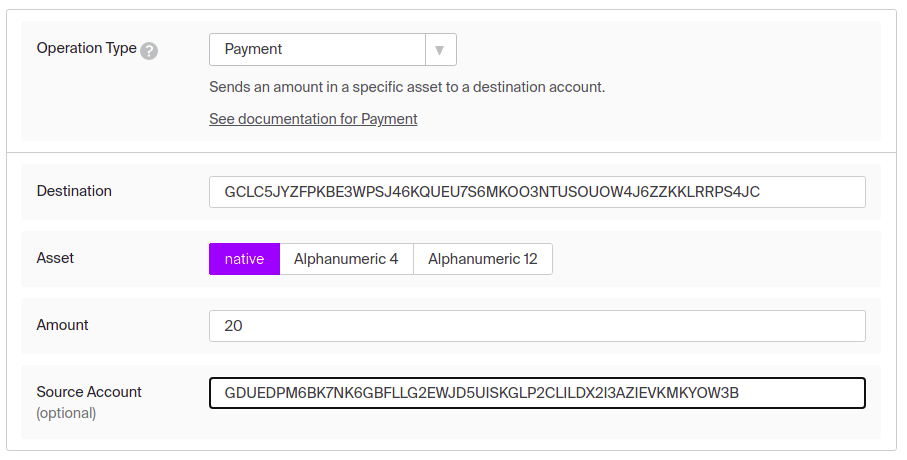 Operation Type ?
Payment
Sends an amount in a specific asset to a destination account.
See documentation for Payment
Destination
GCLC5JYZFPKBE3WPSJ46KQUEU7S6MKOO3NTUSOUOW4J6ZZKKLRRPS4JC
Asset
native Alphanumeric 4 Alphanumeric 12
Amount
20
Source Account
GDUEDPM6BK7NK6GBFLLG2EWJD5UISKGLP2CLILDX2I3AZIEVKMKYOW3B
(optional)